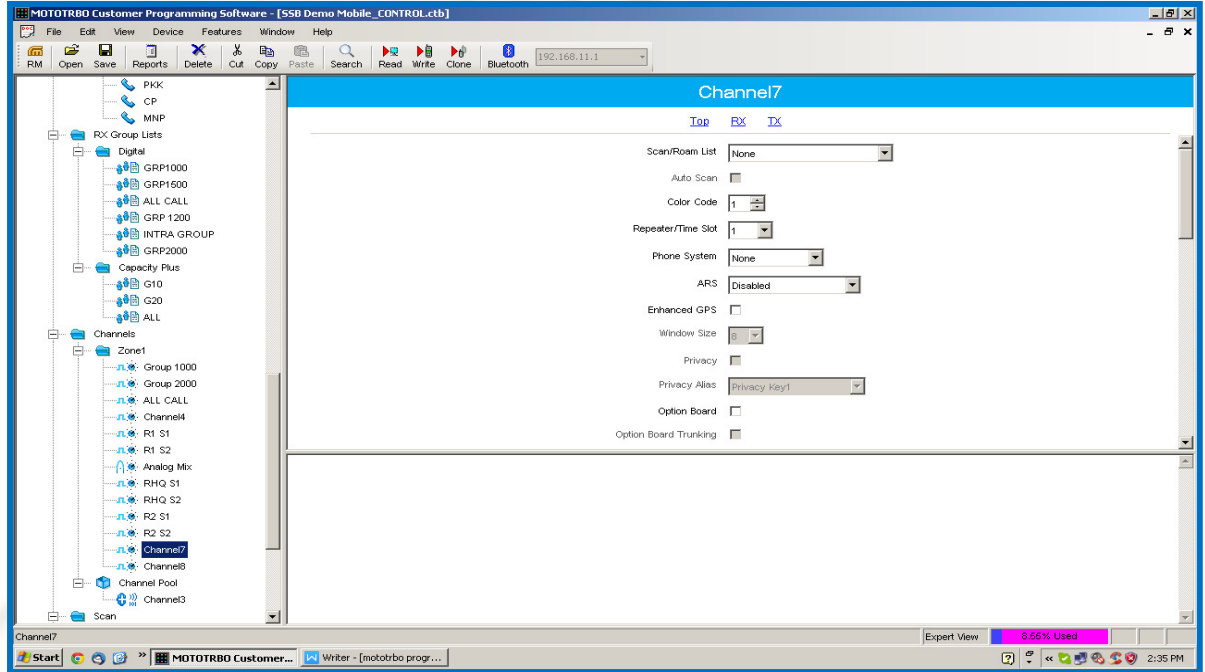 MOTOTRBO Customer Programming Software - [SSB Demo Mobile_CONTROL.ctb]
File Edit View Device Features Window Help
RM Open Save Reports Delete Cut Copy Paste Search Read Write Clone Bluetooth 192.168.11.1
PKK
CP
MNP
RX Group Lists
Digital
GRP1000
GRP1500
ALL CALL
GRP 1200
INTRA GROUP
GRP2000
Capacity Plus
G10
G20
ALL
Channels
Zone1
Group 1000
Group 2000
ALL CALL
Channel4
R1 S1
R1 S2
Analog Mix
RHQ S1
RHQ S2
R2 S1
R2 S2
Channel7
Channel8
Channel Pool
Channel3
Scan
Channel7
Top RX TX
Scan/Roam List None
Auto Scan
Color Code 1
Repeater/Time Slot 1
Phone System None
ARS Disabled
Enhanced GPS
Window Size 8
Privacy
Privacy Alias Privacy Key1
Option Board
Option Board Trunking
Channel7 Expert View 8.56% Used
Start MOTOTRBO Customer... Writer - [mototrbo progr... 2:35 PM